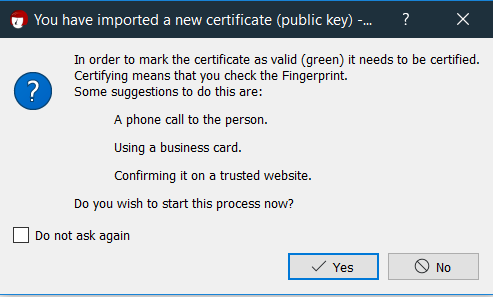 You have imported a new certificate (public key) -...
In order to mark the certificate as valid (green) it needs to be certified.
Certifying means that you check the Fingerprint.
Some suggestions to do this are:
A phone call to the person.
Using a business card.
Confirming it on a trusted website.
Do you wish to start this process now?
Do not ask again
Yes
No